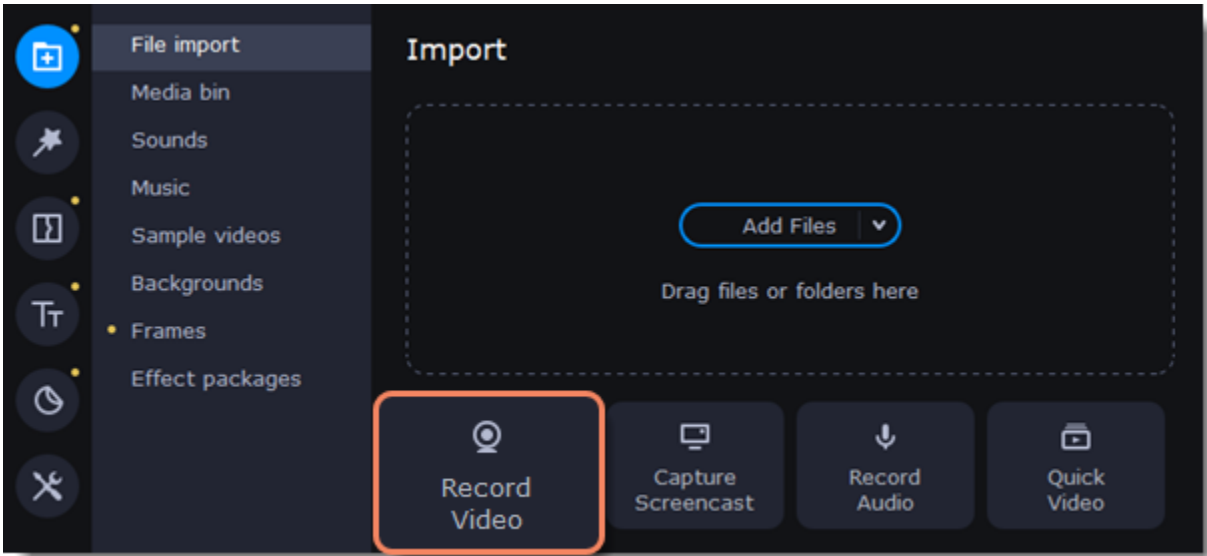 File import
Media bin
Sounds
Music
Sample videos
Backgrounds
Frames
Effect packages
Import
Add Files
Drag files or folders here
Record
Video
Capture
Screencast
Record
Audio
Quick
Video